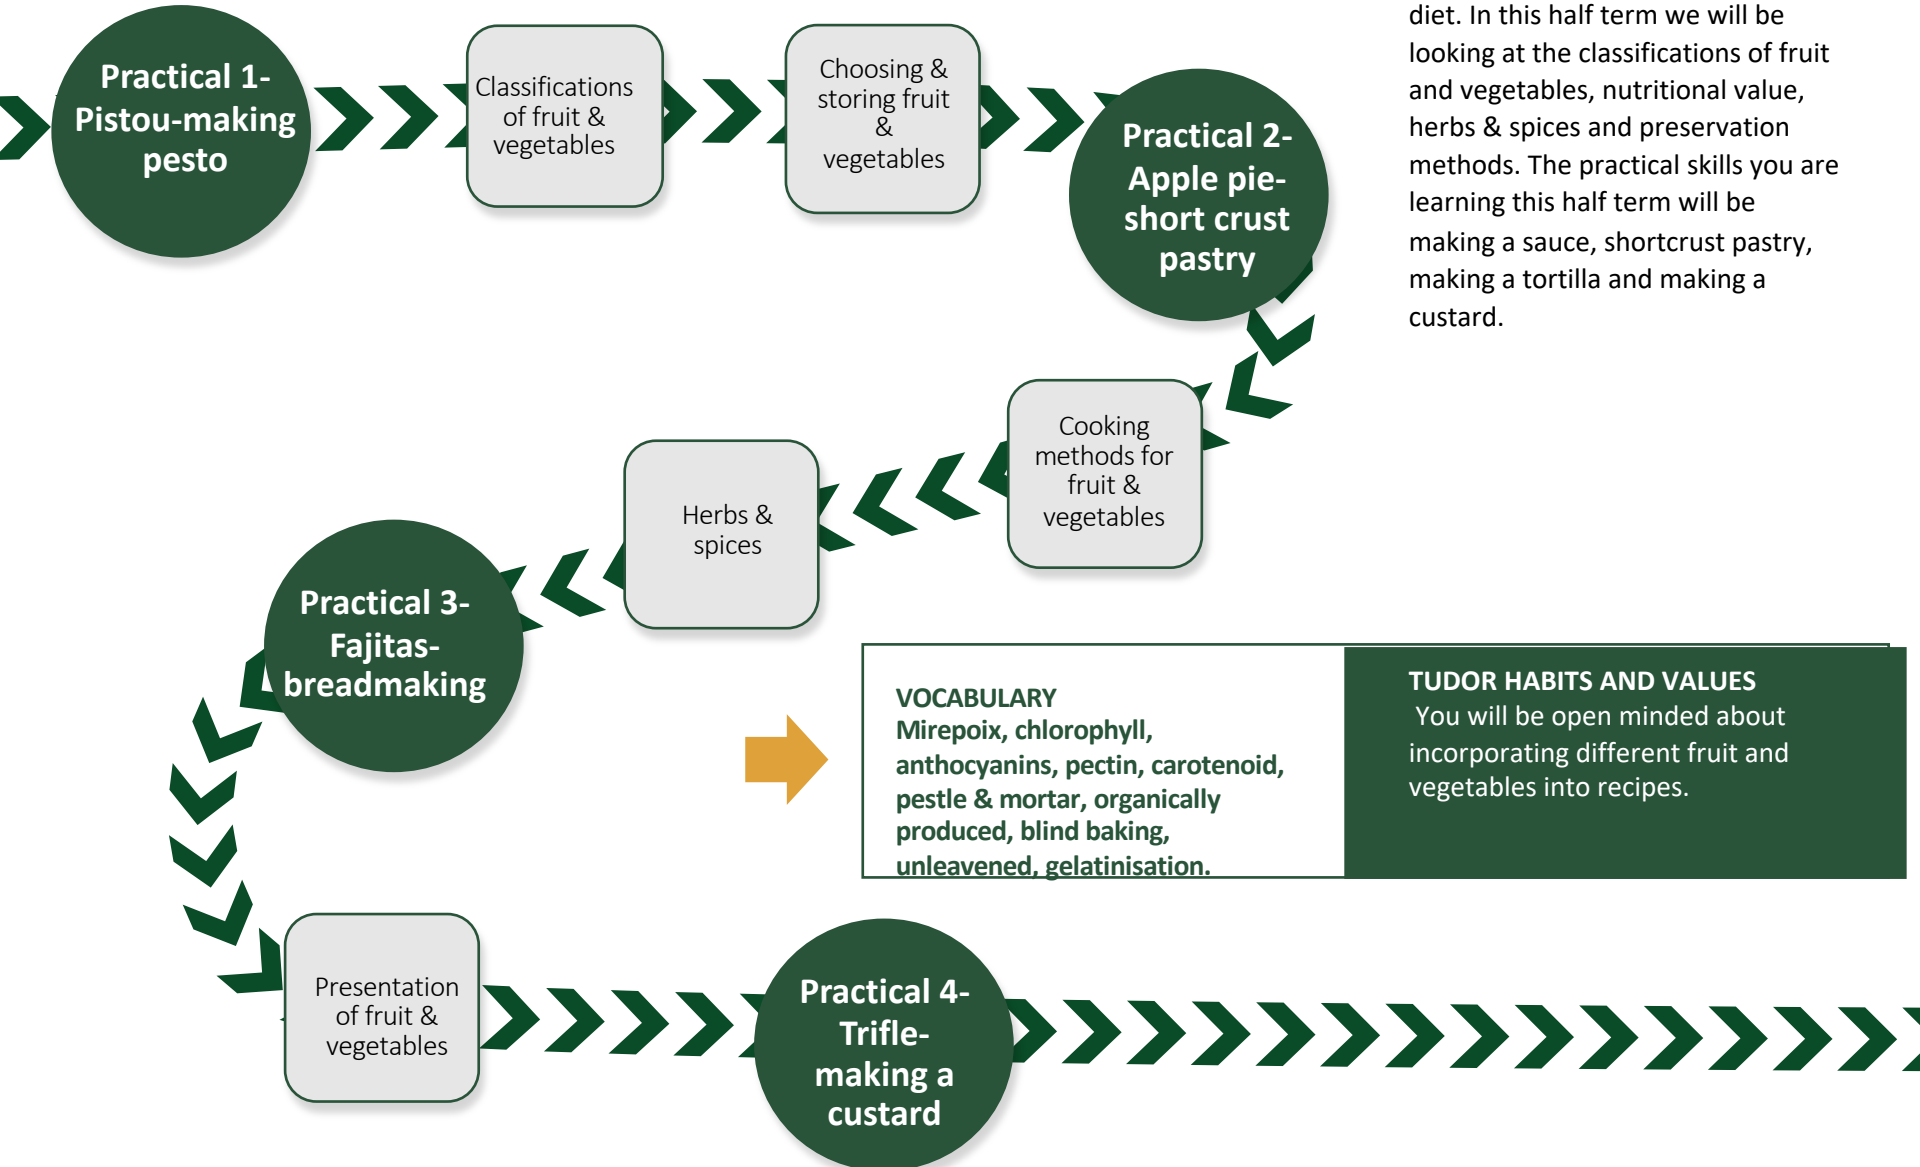 diet. In this half term we will be
looking at the classifications of fruit
and vegetables, nutritional value,
herbs & spices and preservation
methods. The practical skills you are
learning this half term will be
making a sauce, shortcrust pastry,
making a tortilla and making a
custard.
Practical 1-
Pistou-making
pesto
Classifications
of fruit &
vegetables
Choosing &
storing fruit
&
vegetables
Practical 2-
Apple pie-
short crust
pastry
Cooking
methods for
fruit &
vegetables
Herbs &
spices
Practical 3-
Fajitas-
breadmaking
VOCABULARY
Mirepoix, chlorophyll,
anthocyanins, pectin, carotenoid,
pestle & mortar, organically
produced, blind baking,
unleavened, gelatinisation.
TUDOR HABITS AND VALUES
You will be open minded about
incorporating different fruit and
vegetables into recipes.
Presentation
of fruit &
vegetables
Practical 4-
Trifle-
making a
custard